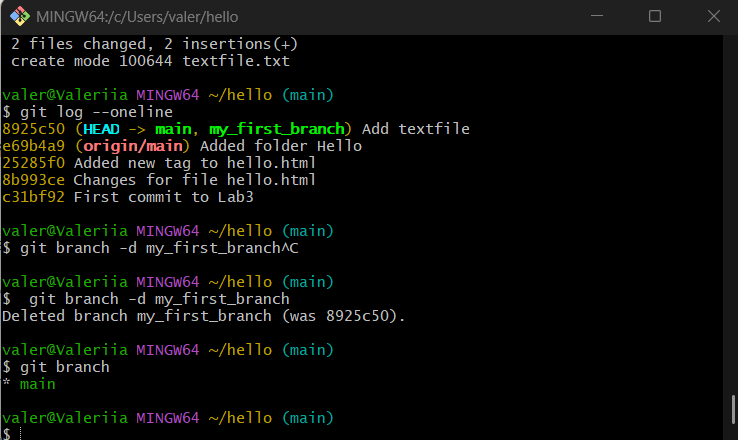 MINGW64:/c/Users/valer/hello
2 files changed, 2 insertions(+)
create mode 100644 textfile.txt
valer@Valeriia MINGW64 ~/hello (main)
$ git log --oneline
8925c50 (HEAD -> main, my_first_branch) Add textfile
e69b4a9 (origin/main) Added folder Hello
25285f0 Added new tag to hello.html
8b993ce Changes for file hello.html
c31bf92 First commit to Lab3
valer@Valeriia MINGW64 ~/hello (main)
$ git branch -d my_first_branch^C
valer@Valeriia MINGW64 ~/hello (main)
$  git branch -d my_first_branch
Deleted branch my_first_branch (was 8925c50).
valer@Valeriia MINGW64 ~/hello (main)
$ git branch
* main
valer@Valeriia MINGW64 ~/hello (main)
$